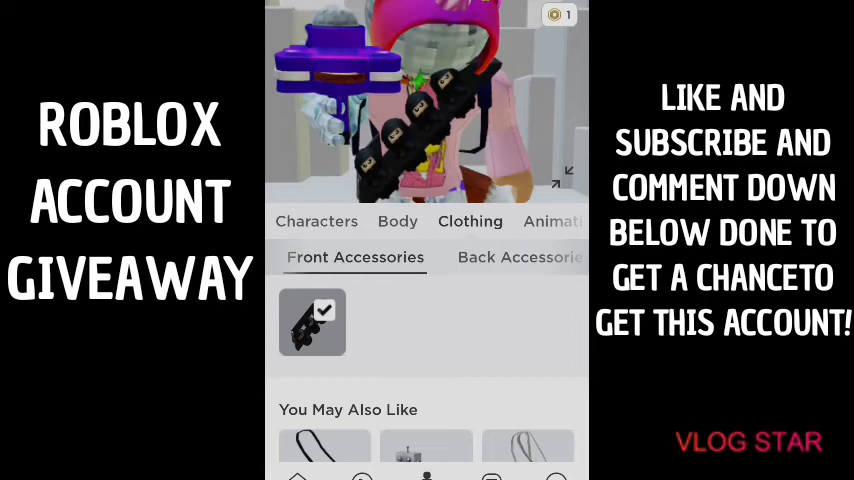 ROBLOX
ACCOUNT
GIVEAWAY
1
Characters Body Clothing Animati
Front Accessories Back Accessorie
You May Also Like
LIKE AND
SUBSCRIBE AND
COMMENT DOWN
BELOW DONE TO
GET A CHANCETO
GET THIS ACCOUNT!
VLOG STAR